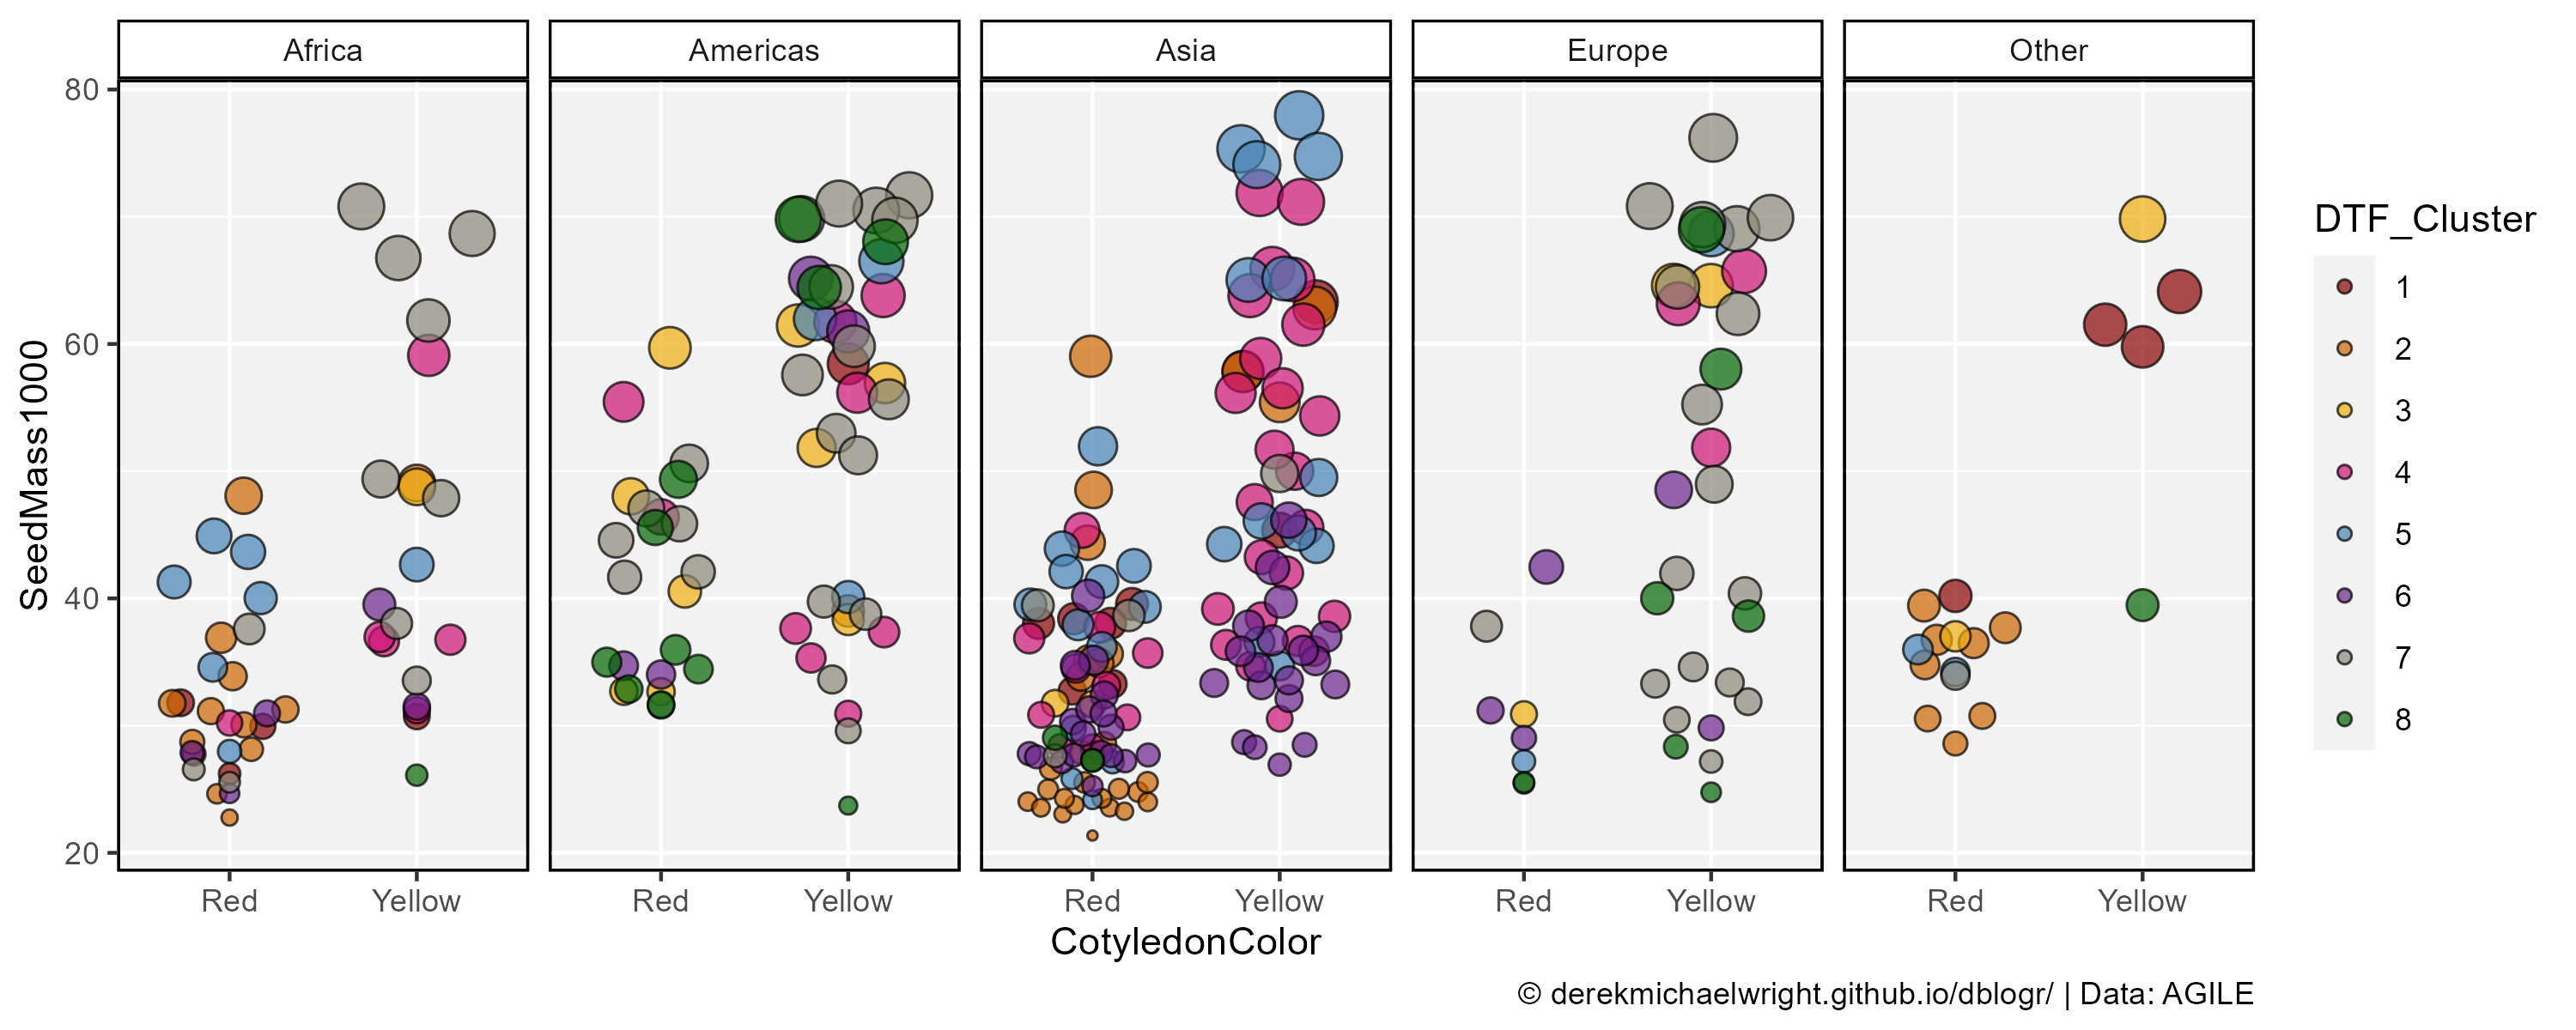 Africa Americas Asia Europe Other
80
60
40
20
SeedMass1000
Red Yellow Red Yellow Red Yellow Red Yellow Red Yellow
CotyledonColor
DTF_Cluster
1
2
3
4
5
6
7
8
© derekmichaelwright.github.io/dblogr/ | Data: AGILE